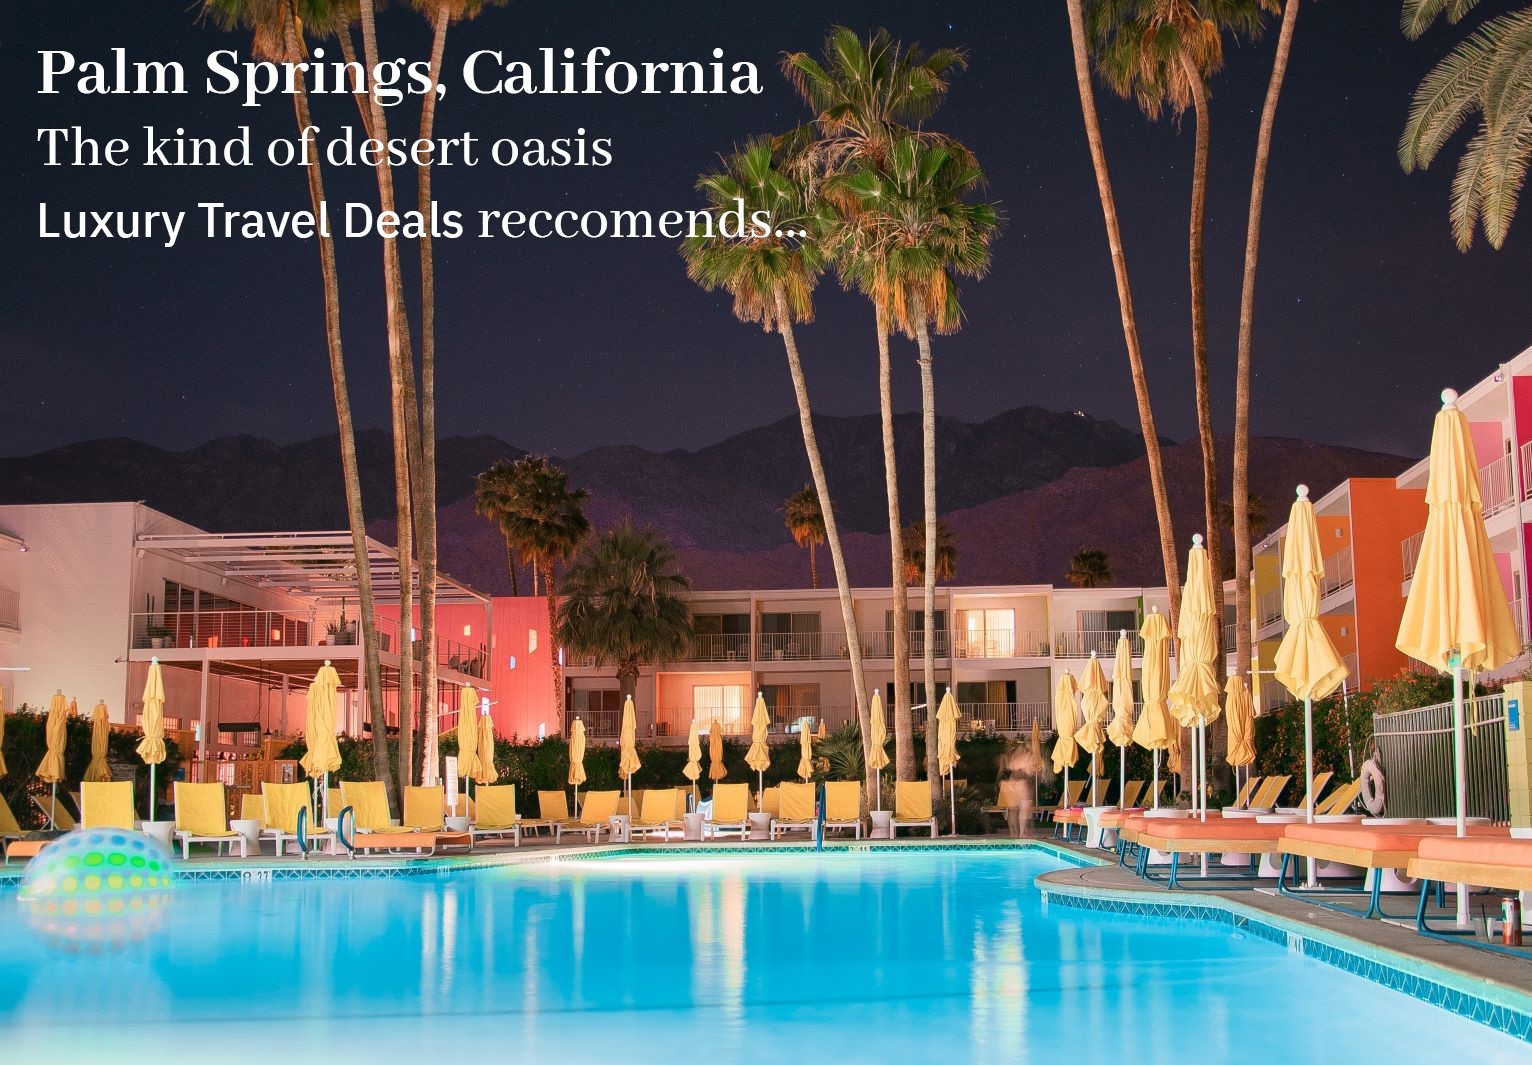 Palm Springs, California
The kind of desert oasis
Luxury Travel Deals reccomends...